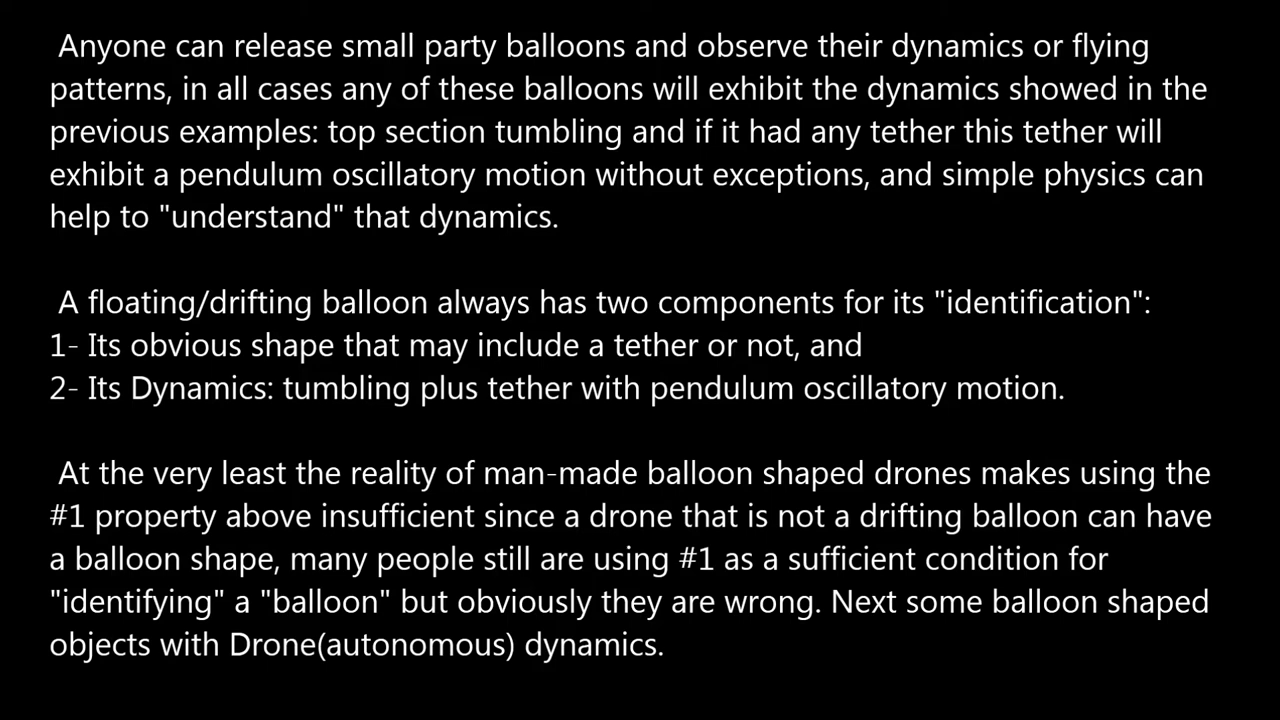 Anyone can release small party balloons and observe their dynamics or flying
patterns, in all cases any of these balloons will exhibit the dynamics showed in the
previous examples: top section tumbling and if it had any tether this tether will
exhibit a pendulum oscillatory motion without exceptions, and simple physics can
help to "understand" that dynamics.
A floating/drifting balloon always has two components for its "identification":
1- Its obvious shape that may include a tether or not, and
2- Its Dynamics: tumbling plus tether with pendulum oscillatory motion.
At the very least the reality of man-made balloon shaped drones makes using the
#1 property above insufficient since a drone that is not a drifting balloon can have
a balloon shape, many people still are using #1 as a sufficient condition for
"identifying" a "balloon" but obviously they are wrong. Next some balloon shaped
objects with Drone(autonomous) dynamics.